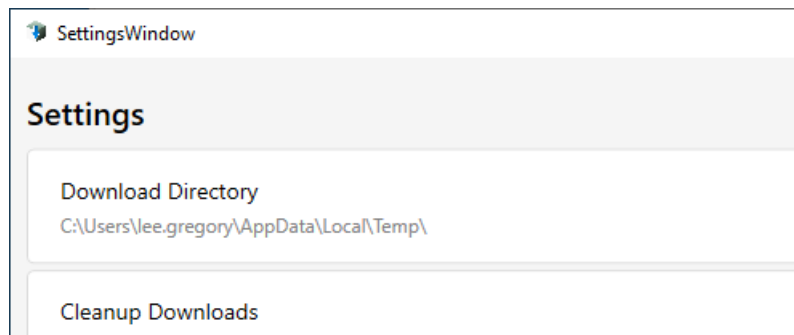 SettingsWindow
Settings
Download Directory
C:\Users\lee.gregory\AppData\Local\Temp\
Cleanup Downloads